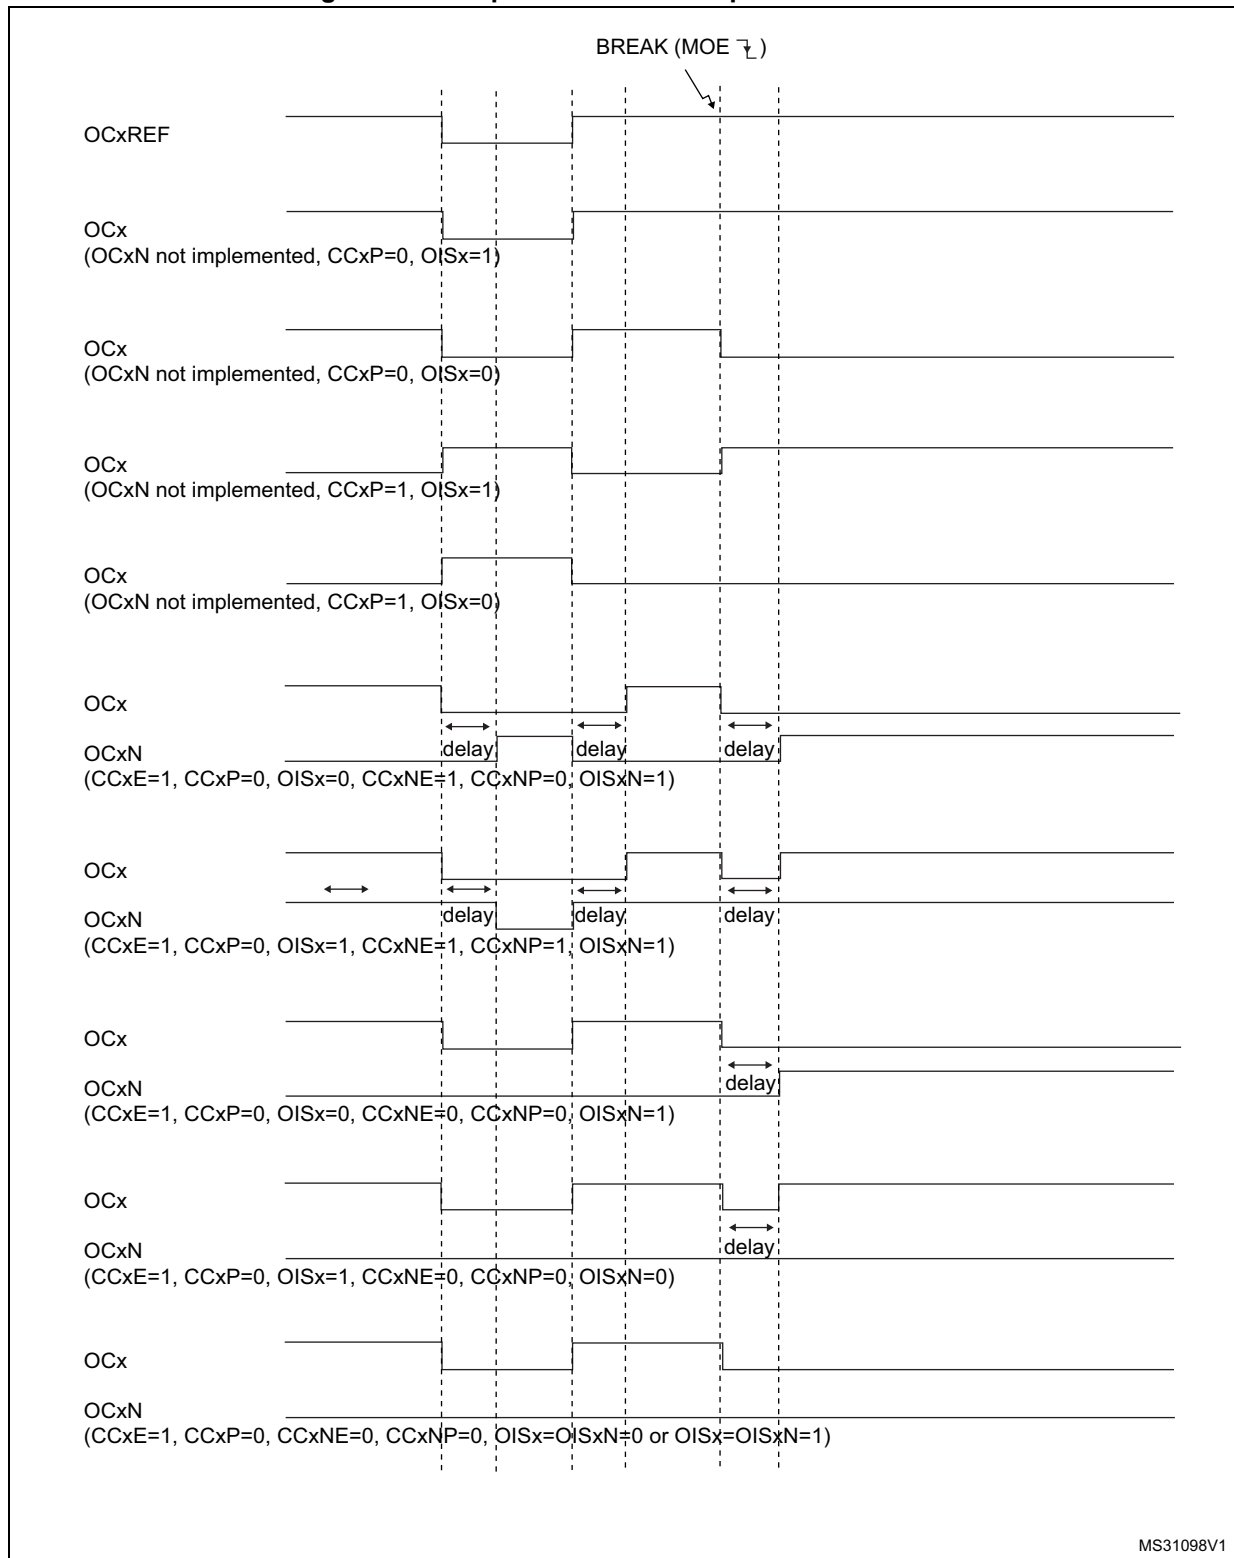 BREAK (MOE )
OCxREF
OCx
(OCxN not implemented, CCxP=0, OISx=1)
OCx
(OCxN not implemented, CCxP=0, OISx=0)
OCx
(OCxN not implemented, CCxP=1, OISx=1)
OCx
(OCxN not implemented, CCxP=1, OISx=0)
OCx
delay delay delay
OCxN
(CCxE=1, CCxP=0, OISx=0, CCxNE=1, CCxNP=0, OISxN=1)
OCx
delay delay delay
OCxN
(CCxE=1, CCxP=0, OISx=1, CCxNE=1, CCxNP=1, OISxN=1)
OCx
delay
OCxN
(CCxE=1, CCxP=0, OISx=0, CCxNE=0, CCxNP=0, OISxN=1)
OCx
delay
OCxN
(CCxE=1, CCxP=0, OISx=1, CCxNE=0, CCxNP=0, OISxN=0)
OCx
OCxN
(CCxE=1, CCxP=0, CCxNE=0, CCxNP=0, OISx=OISxN=0 or OISx=OISxN=1)
MS31098V1